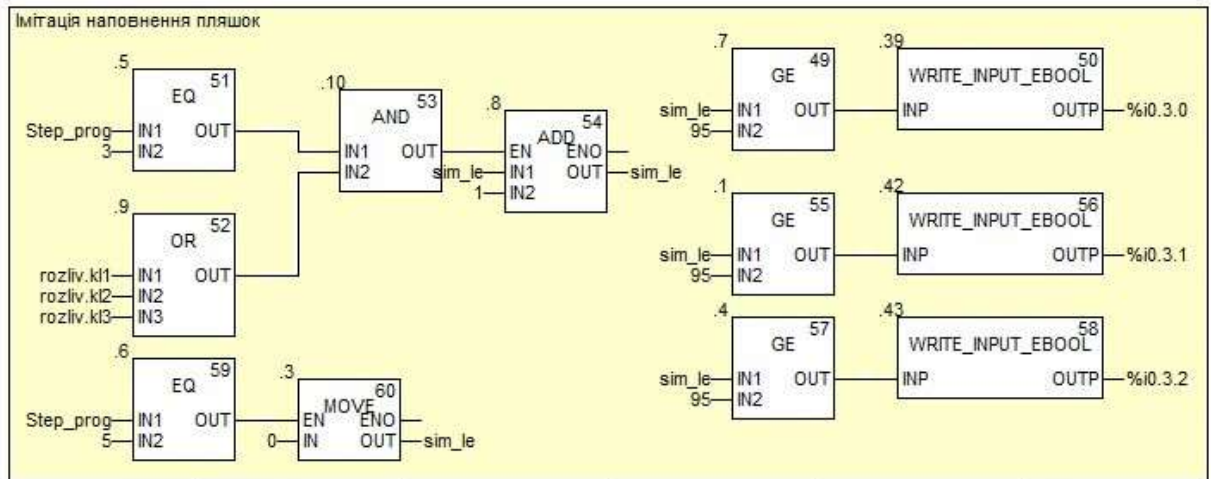 Імітація наповнення пляшок
.5
51
EQ
Step_prog IN1 OUT
3 IN2
.9
52
OR
rozliv.kl1 IN1 OUT
rozliv.kl2 IN2
rozliv.kl3 IN3
.10
53
AND
IN1 OUT
IN2
.8
54
ADD
EN ENO
sim_le IN1 OUT sim_le
1 IN2
.6
59
EQ
Step_prog IN1 OUT
5 IN2
.3
60
MOVE
EN ENO
0 IN OUT sim_le
.7
49
GE
sim_le IN1 OUT
95 IN2
.39
50
WRITE_INPUT_EBOOL
INP OUTP %i0.3.0
.1
55
GE
sim_le IN1 OUT
95 IN2
.42
56
WRITE_INPUT_EBOOL
INP OUTP %i0.3.1
.4
57
GE
sim_le IN1 OUT
95 IN2
.43
58
WRITE_INPUT_EBOOL
INP OUTP %i0.3.2